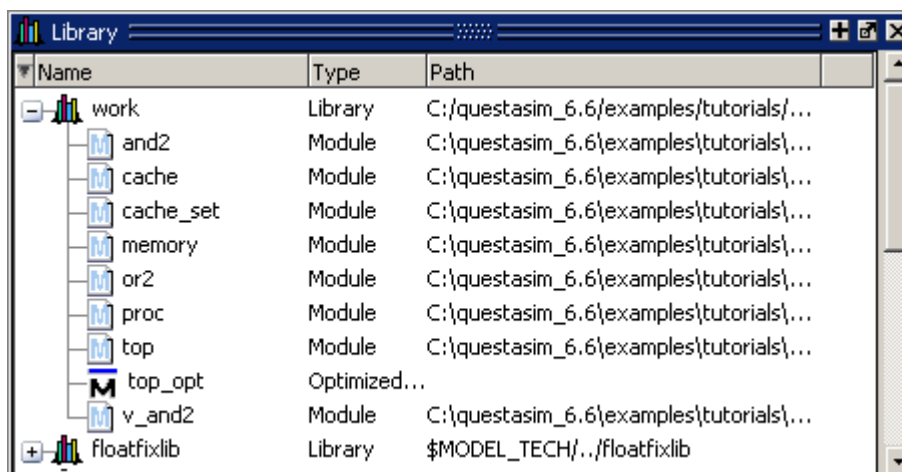 Library
Name Type Path
work Library C:/questasim_6.6/examples/tutorials/...
and2 Module C:\questasim_6.6\examples\tutorials\...
cache Module C:\questasim_6.6\examples\tutorials\...
cache_set Module C:\questasim_6.6\examples\tutorials\...
memory Module C:\questasim_6.6\examples\tutorials\...
or2 Module C:\questasim_6.6\examples\tutorials\...
proc Module C:\questasim_6.6\examples\tutorials\...
top Module C:\questasim_6.6\examples\tutorials\...
top_opt Optimized...
v_and2 Module C:\questasim_6.6\examples\tutorials\...
floatfixlib Library $MODEL_TECH/../floatfixlib